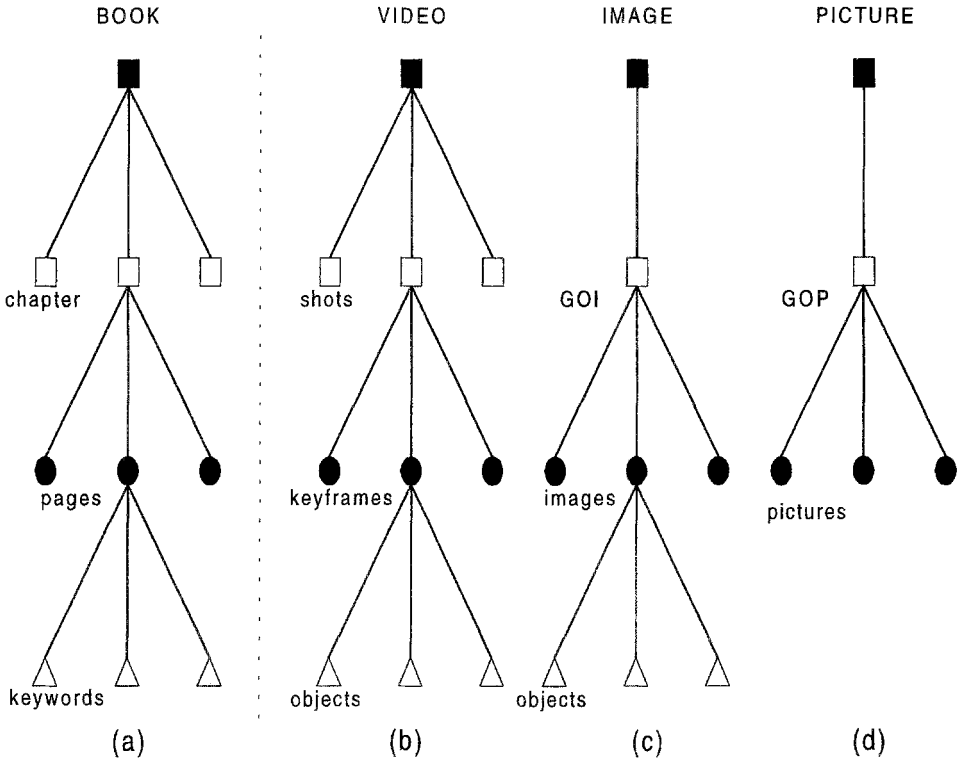 BOOK
VIDEO
IMAGE
PICTURE
chapter
shots
GOI
GOP
pages
keyframes
images
pictures
keywords
objects
objects
(a)
(b)
(c)
(d)